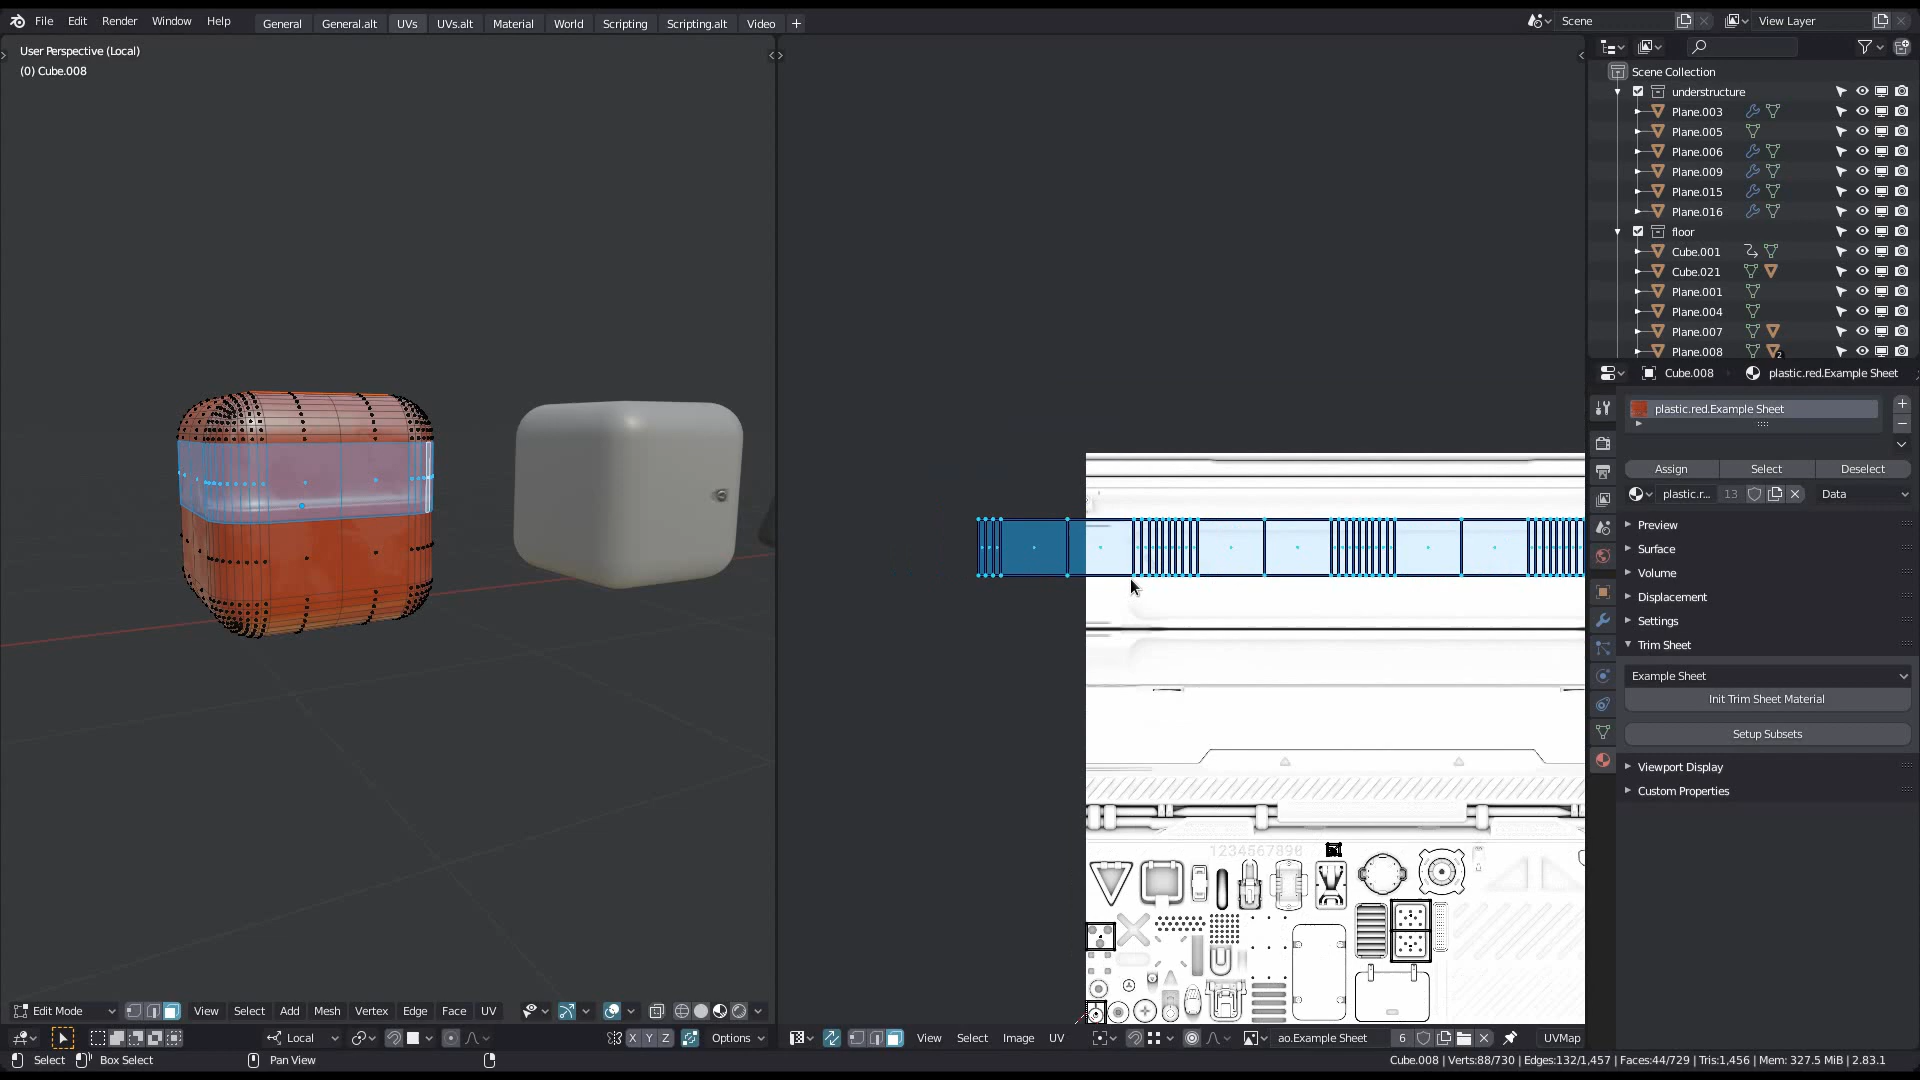 File Edit Render Window Help General General.alt UVs UVs.alt Material World Scripting Scripting.alt Video + Scene View Layer
User Perspective (Local)
(0) Cube.008
Scene Collection
understructure
Plane.003
Plane.005
Plane.006
Plane.009
Plane.015
Plane.016
floor
Cube.001
Cube.021
Plane.001
Plane.004
Plane.007
Plane.008
2
Cube.008 plastic.red.Example Sheet
plastic.red.Example Sheet
Assign Select Deselect
plastic.r... 13 Data
Preview
Surface
Volume
Displacement
Settings
Trim Sheet
Example Sheet
Init Trim Sheet Material
Setup Subsets
Viewport Display
Custom Properties
1234567890
Edit Mode View Select Add Mesh Vertex Edge Face UV
Local X Y Z Options View Select Image UV ao.Example Sheet 6 UVMap
Select Box Select Pan View Cube.008 | Verts:88/730 | Edges:132/1,457 | Faces:44/729 | Tris:1,456 | Mem: 327.5 MiB | 2.83.1